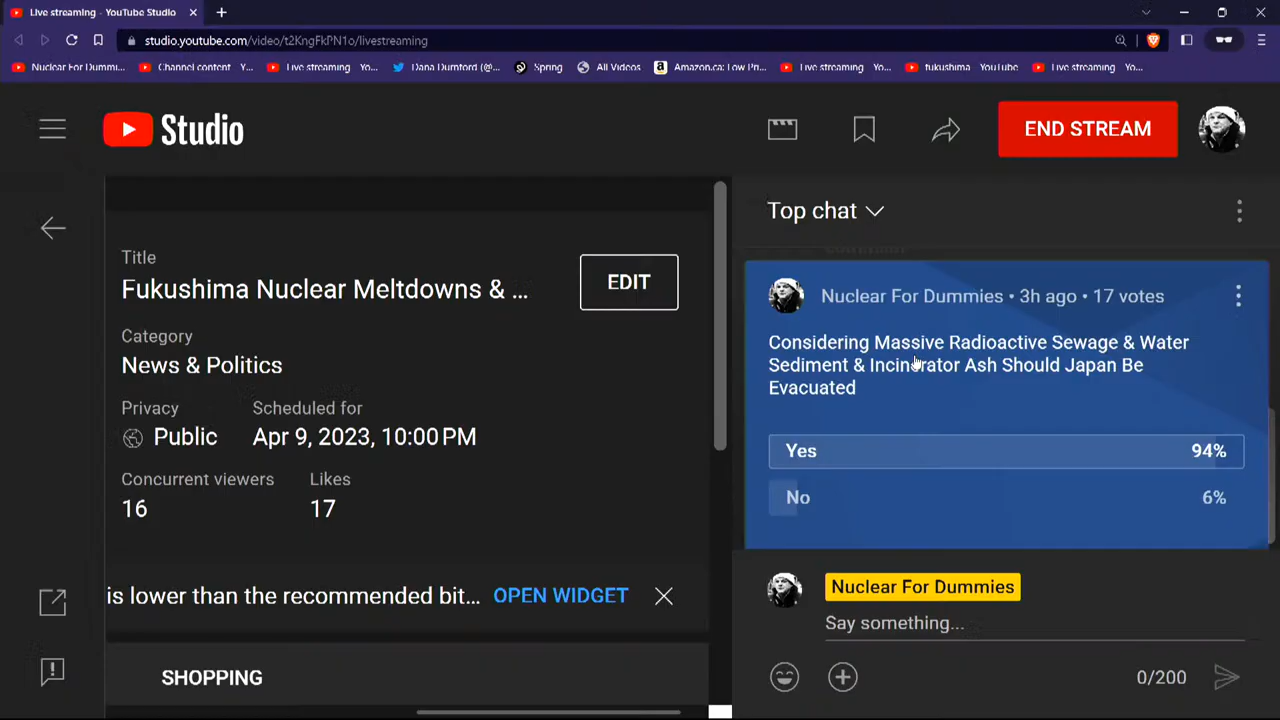 Live streaming - YouTube Studio
studio.youtube.com/video/t2KngFkPN1o/livestreaming
Nuclear For Dummi... Channel content - Y... Live streaming - Yo... Dana Durnford (@... Spring All Videos Amazon.ca: Low Pri... Live streaming - Yo... fukushima - YouTube Live streaming - Yo...
Studio
END STREAM
Top chat
Title
Fukushima Nuclear Meltdowns & ...
EDIT
Category
News & Politics
Privacy Scheduled for
Public Apr 9, 2023, 10:00 PM
Concurrent viewers Likes
16 17
is lower than the recommended bit... OPEN WIDGET
SHOPPING
Nuclear For Dummies • 3h ago • 17 votes
Considering Massive Radioactive Sewage & Water
Sediment & Incinerator Ash Should Japan Be
Evacuated
Yes 94%
No 6%
Nuclear For Dummies
Say something...
0/200